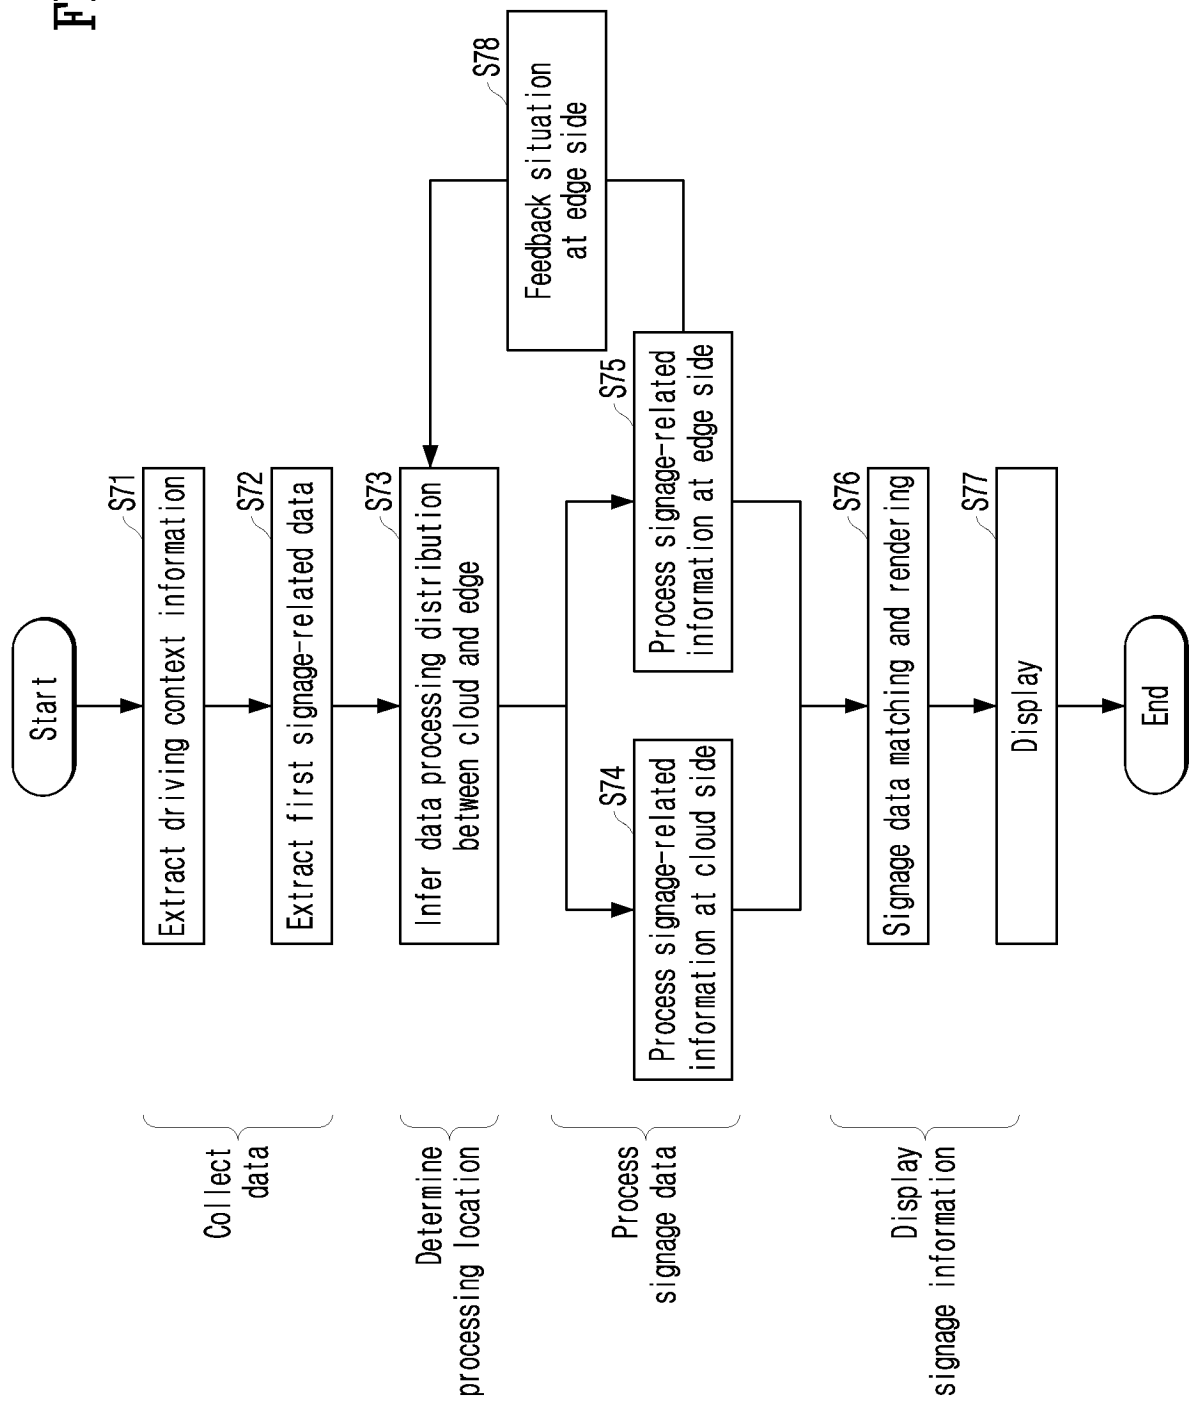 Start
S71
Extract driving context information
S72
Extract first signage-related data
S73
Infer data processing distribution
between cloud and edge
S78
Feedback situation
at edge side
S74
Process signage-related
information at cloud side
S75
Process signage-related
information at edge side
S76
Signage data matching and rendering
S77
Display
End
Collect
data
Determine
processing location
Process
signage data
Display
signage information